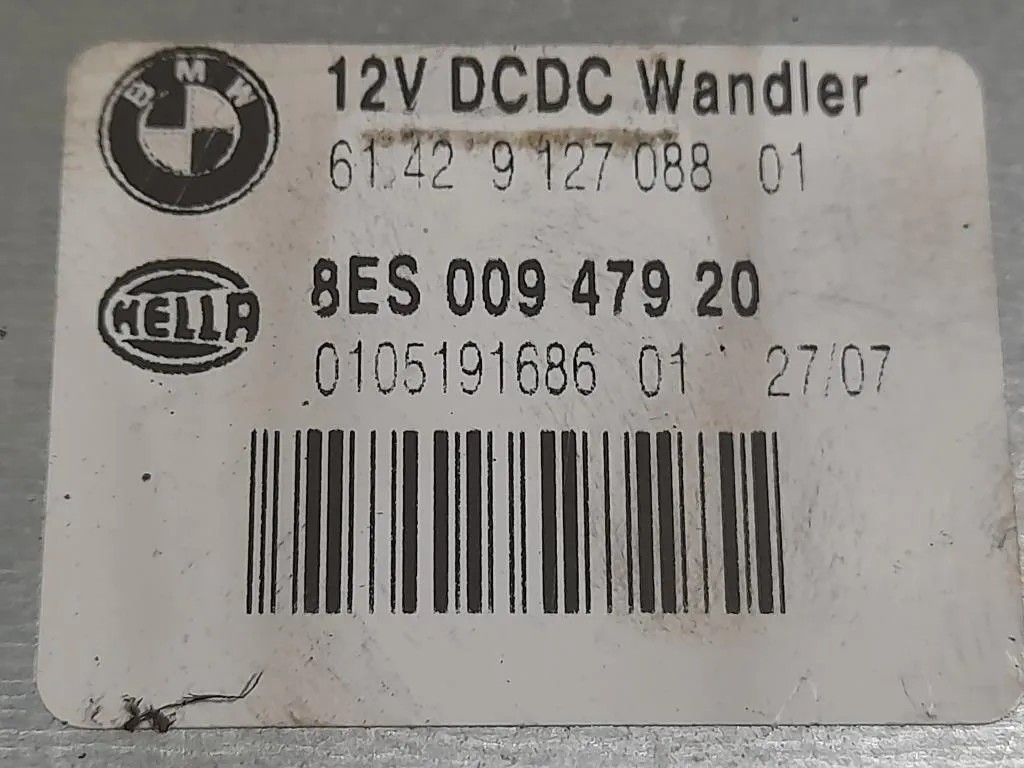 BMW
12V DCDC Wandler
61.42 9 127 088 01
HELLA
8ES 009 479 20
0105191686 01 27/07